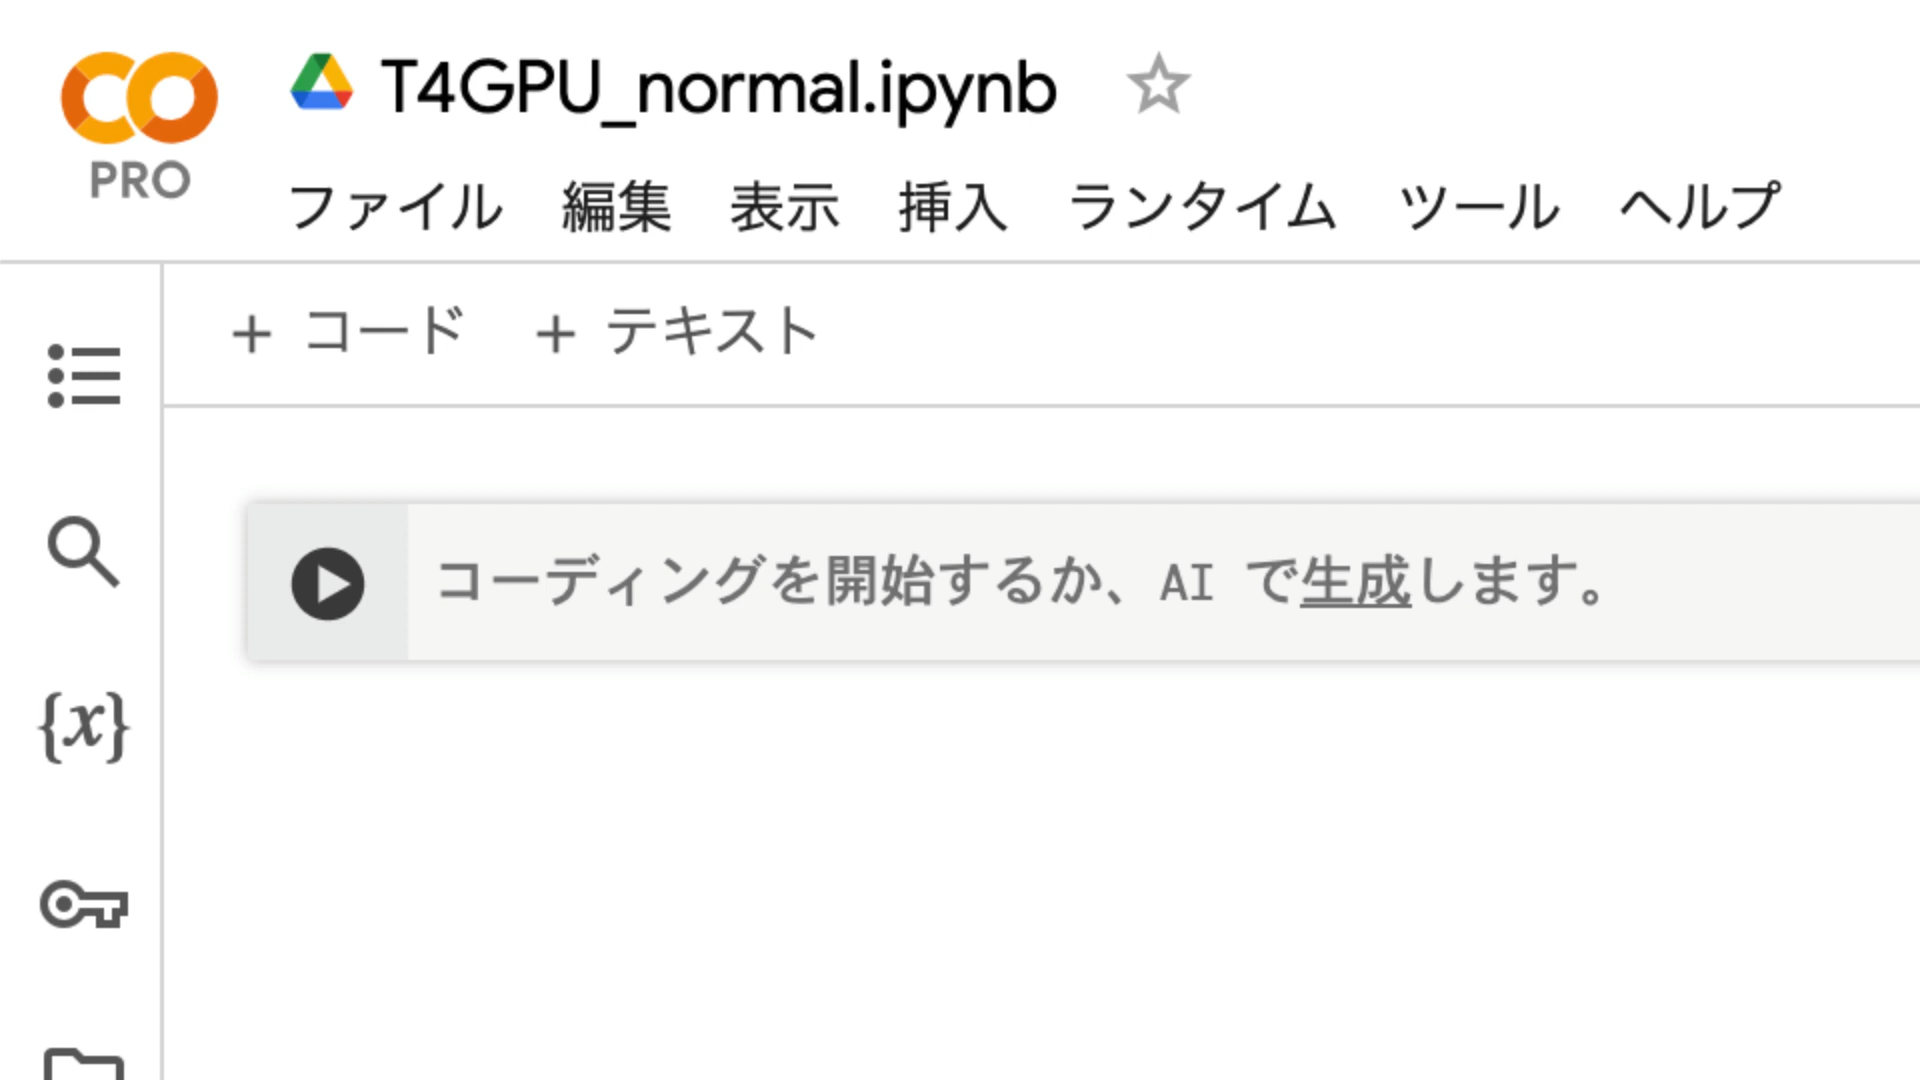 T4GPU_normal.ipynb
PRO
ファイル 編集 表示 挿入 ランタイム ツール ヘルプ
+ コード + テキスト
コーディングを開始するか、AI で生成します。
{x}